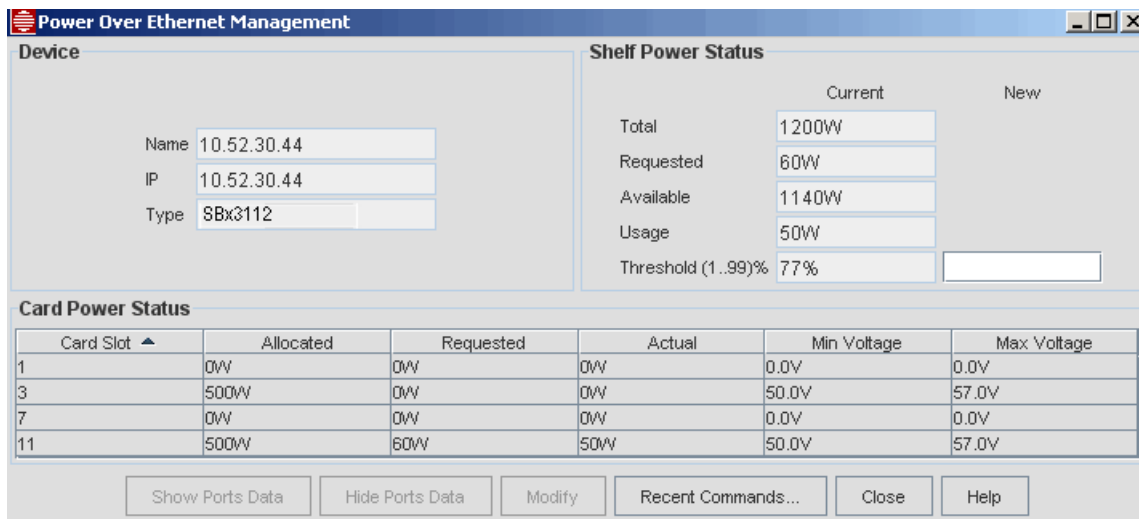 Power Over Ethernet Management
Device
Name 10.52.30.44
IP 10.52.30.44
Type SBx3112
Shelf Power Status
Current New
Total 1200W
Requested 60W
Available 1140W
Usage 50W
Threshold (1..99)% 77%
Card Power Status
Card Slot Allocated Requested Actual Min Voltage Max Voltage
1 0W 0W 0W 0.0V 0.0V
3 500W 0W 0W 50.0V 57.0V
7 0W 0W 0W 0.0V 0.0V
11 500W 60W 50W 50.0V 57.0V
Show Ports Data Hide Ports Data Modify Recent Commands... Close Help